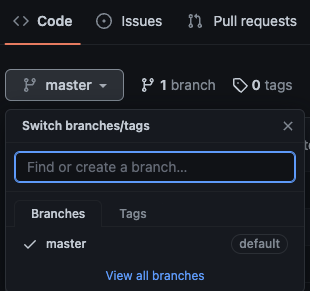 Code Issues Pull requests
master 1 branch 0 tags
Switch branches/tags
Find or create a branch...
Branches Tags
master default
View all branches